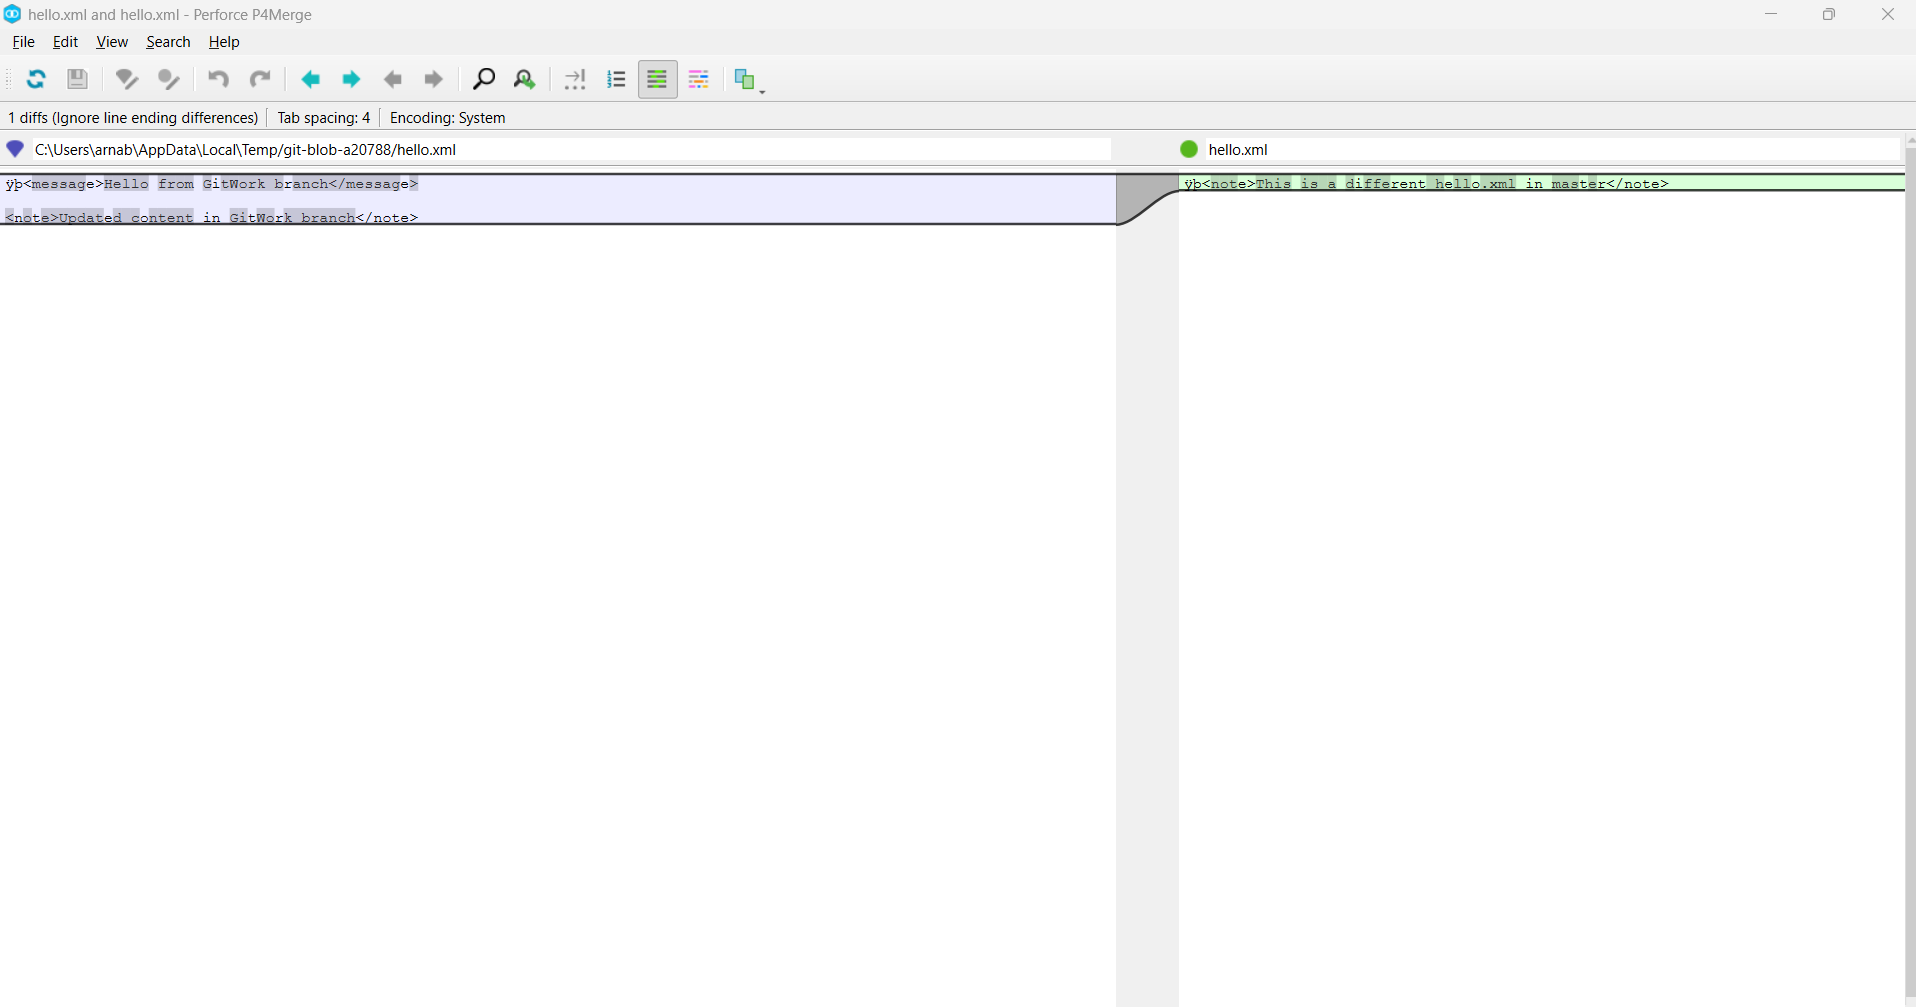 hello.xml and hello.xml - Perforce P4Merge
File Edit View Search Help
1 diffs (Ignore line ending differences) Tab spacing: 4 Encoding: System
C:\Users\arnab\AppData\Local\Temp/git-blob-a20788/hello.xml
hello.xml
ÿþ<message>Hello from GitWork branch</message>
<note>Updated content in GitWork branch</note>
ÿþ<note>This is a different hello.xml in master</note>